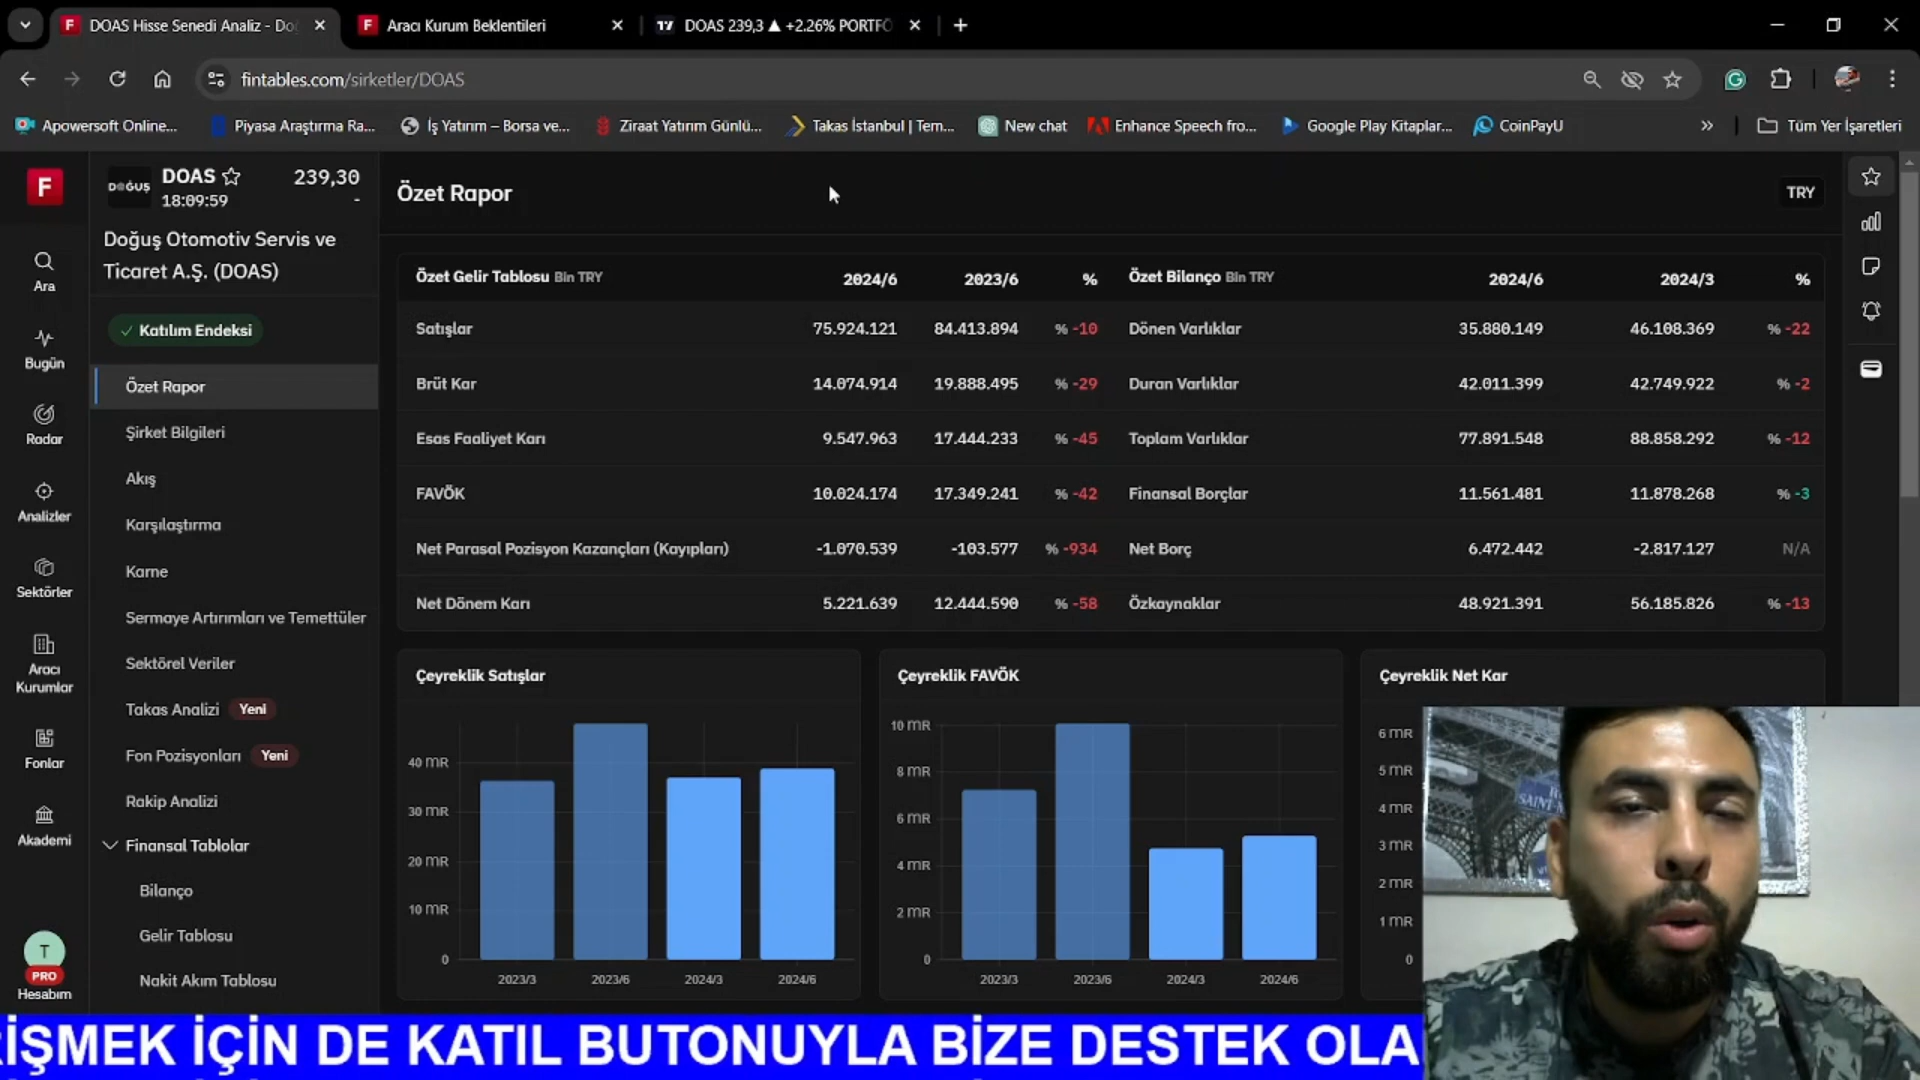 DOAS Hisse Senedi Analiz - Do
Aracı Kurum Beklentileri
DOAS 239,3 ▲ +2.26% PORTFÖ
fintables.com/sirketler/DOAS
Apowersoft Online...
Piyasa Araştırma Ra...
İş Yatırım – Borsa ve...
Ziraat Yatırım Günlü...
Takas İstanbul | Tem...
New chat
Enhance Speech fro...
Google Play Kitaplar...
CoinPayU
Tüm Yer İşaretleri
F
Ara
Bugün
Radar
Analizler
Sektörler
Aracı
Kurumlar
Fonlar
Akademi
T
PRO
Hesabım
DOĞUŞ
DOAS
239,30
18:09:59
-
Doğuş Otomotiv Servis ve
Ticaret A.Ş. (DOAS)
Katılım Endeksi
Özet Rapor
Şirket Bilgileri
Akış
Karşılaştırma
Karne
Sermaye Artırımları ve Temettüler
Sektörel Veriler
Takas Analizi Yeni
Fon Pozisyonları Yeni
Rakip Analizi
Finansal Tablolar
Bilanço
Gelir Tablosu
Nakit Akım Tablosu
Özet Rapor
TRY
Özet Gelir Tablosu Bin TRY 2024/6 2023/6 %
Satışlar 75.924.121 84.413.894 % -10
Brüt Kar 14.074.914 19.888.495 % -29
Esas Faaliyet Karı 9.547.963 17.444.233 % -45
FAVÖK 10.024.174 17.349.241 % -42
Net Parasal Pozisyon Kazançları (Kayıpları) -1.070.539 -103.577 % -934
Net Dönem Karı 5.221.639 12.444.590 % -58
Özet Bilanço Bin TRY 2024/6 2024/3 %
Dönen Varlıklar 35.880.149 46.108.369 % -22
Duran Varlıklar 42.011.399 42.749.922 % -2
Toplam Varlıklar 77.891.548 88.858.292 % -12
Finansal Borçlar 11.561.481 11.878.268 % -3
Net Borç 6.472.442 -2.817.127 N/A
Özkaynaklar 48.921.391 56.185.826 % -13
Çeyreklik Satışlar
40 mr
30 mr
20 mr
10 mr
0
2023/3 2023/6 2024/3 2024/6
Çeyreklik FAVÖK
10 mr
8 mr
6 mr
4 mr
2 mr
0
2023/3 2023/6 2024/3 2024/6
Çeyreklik Net Kar
6 mr
5 mr
4 mr
3 mr
2 mr
1 mr
0
RİŞMEK İÇİN DE KATIL BUTONUYLA BİZE DESTEK OLA